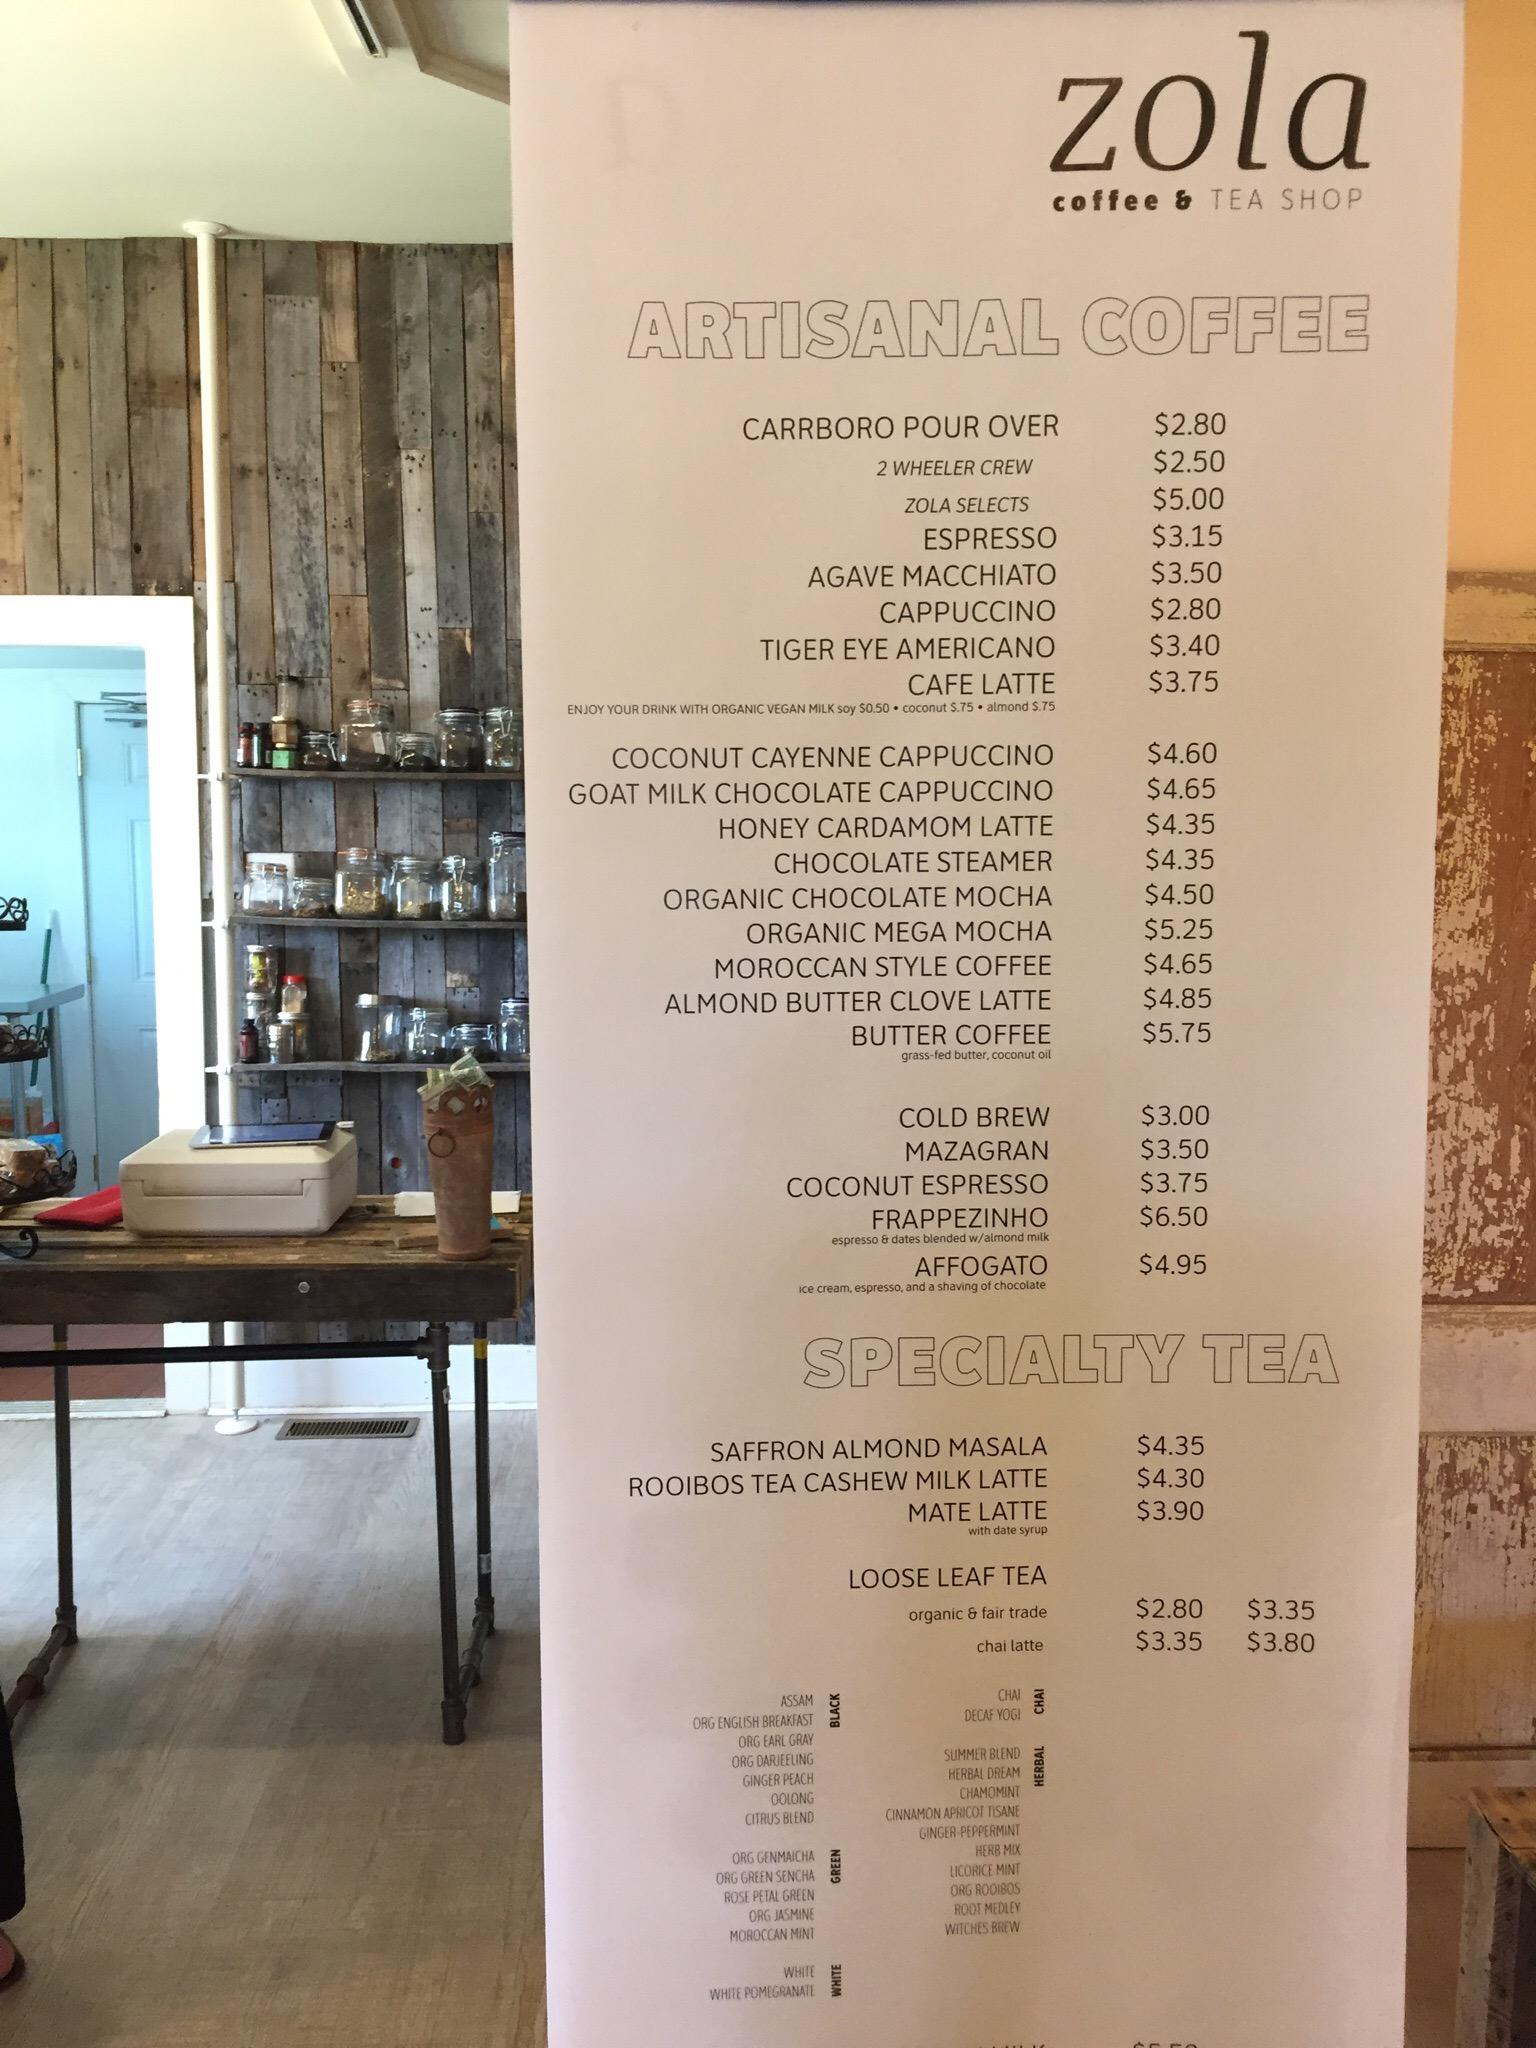 zola
coffee & TEA SHOP
ARTISANAL COFFEE
CARRBORO POUR OVER $2.80
2 WHEELER CREW $2.50
ZOLA SELECTS $5.00
ESPRESSO $3.15
AGAVE MACCHIATO $3.50
CAPPUCCINO $2.80
TIGER EYE AMERICANO $3.40
CAFE LATTE $3.75
ENJOY YOUR DRINK WITH ORGANIC VEGAN MILK soy $0.50 • coconut $.75 • almond $.75
COCONUT CAYENNE CAPPUCCINO $4.60
GOAT MILK CHOCOLATE CAPPUCCINO $4.65
HONEY CARDAMOM LATTE $4.35
CHOCOLATE STEAMER $4.35
ORGANIC CHOCOLATE MOCHA $4.50
ORGANIC MEGA MOCHA $5.25
MOROCCAN STYLE COFFEE $4.65
ALMOND BUTTER CLOVE LATTE $4.85
BUTTER COFFEE $5.75
grass-fed butter, coconut oil
COLD BREW $3.00
MAZAGRAN $3.50
COCONUT ESPRESSO $3.75
FRAPPEZINHO $6.50
espresso & dates blended w/almond milk
AFFOGATO $4.95
ice cream, espresso, and a shaving of chocolate
SPECIALTY TEA
SAFFRON ALMOND MASALA $4.35
ROOIBOS TEA CASHEW MILK LATTE $4.30
MATE LATTE $3.90
with date syrup
LOOSE LEAF TEA
organic & fair trade $2.80 $3.35
chai latte $3.35 $3.80
BLACK
ASSAM
ORG ENGLISH BREAKFAST
ORG EARL GRAY
ORG DARJEELING
GINGER PEACH
OOLONG
CITRUS BLEND
GREEN
ORG GENMAICHA
ORG GREEN SENCHA
ROSE PETAL GREEN
ORG JASMINE
MOROCCAN MINT
WHITE
WHITE
WHITE POMEGRANATE
CHAI
CHAI
DECAF YOGI
HERBAL
SUMMER BLEND
HERBAL DREAM
CHAMOMINT
CINNAMON APRICOT TISANE
GINGER-PEPPERMINT
HERB MIX
LICORICE MINT
ORG ROOIBOS
ROOT MEDLEY
WITCHES BREW